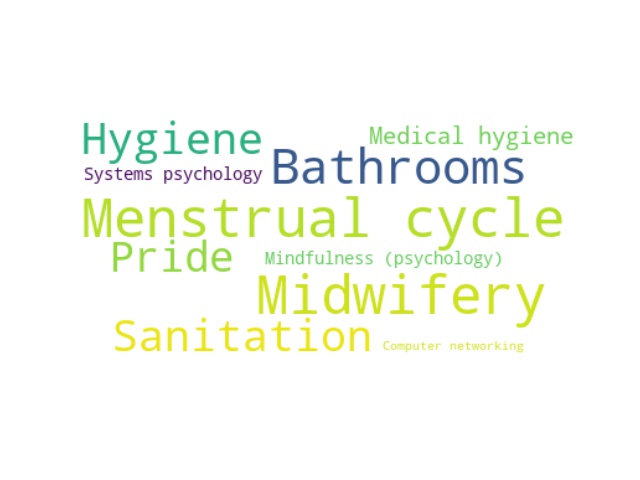 Hygiene
Medical hygiene
Systems psychology
Bathrooms
Menstrual cycle
Pride
Mindfulness (psychology)
Midwifery
Sanitation
Computer networking